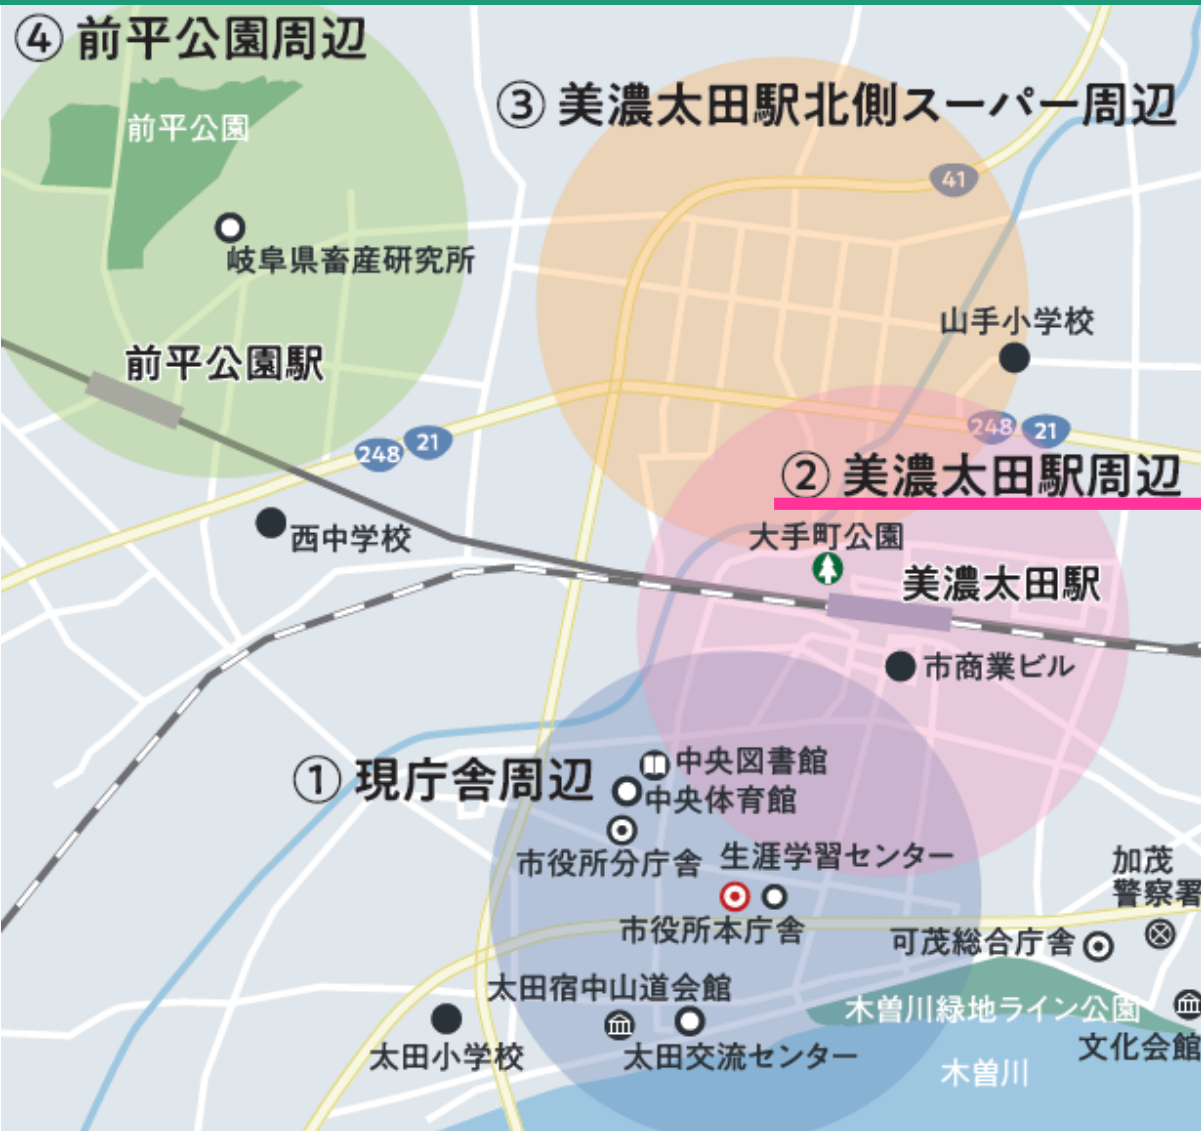 ④ 前平公園周辺
③ 美濃太田駅北側スーパー周辺
前平公園
41
岐阜県畜産研究所
山手小学校
前平公園駅
248
21
248
21
② 美濃太田駅周辺
西中学校
大手町公園
美濃太田駅
市商業ビル
① 現庁舎周辺
中央図書館
中央体育館
市役所分庁舎
生涯学習センター
加茂
警察署
市役所本庁舎
可茂総合庁舎
太田宿中山道会館
木曽川緑地ライン公園
太田小学校
太田交流センター
文化会館
木曽川